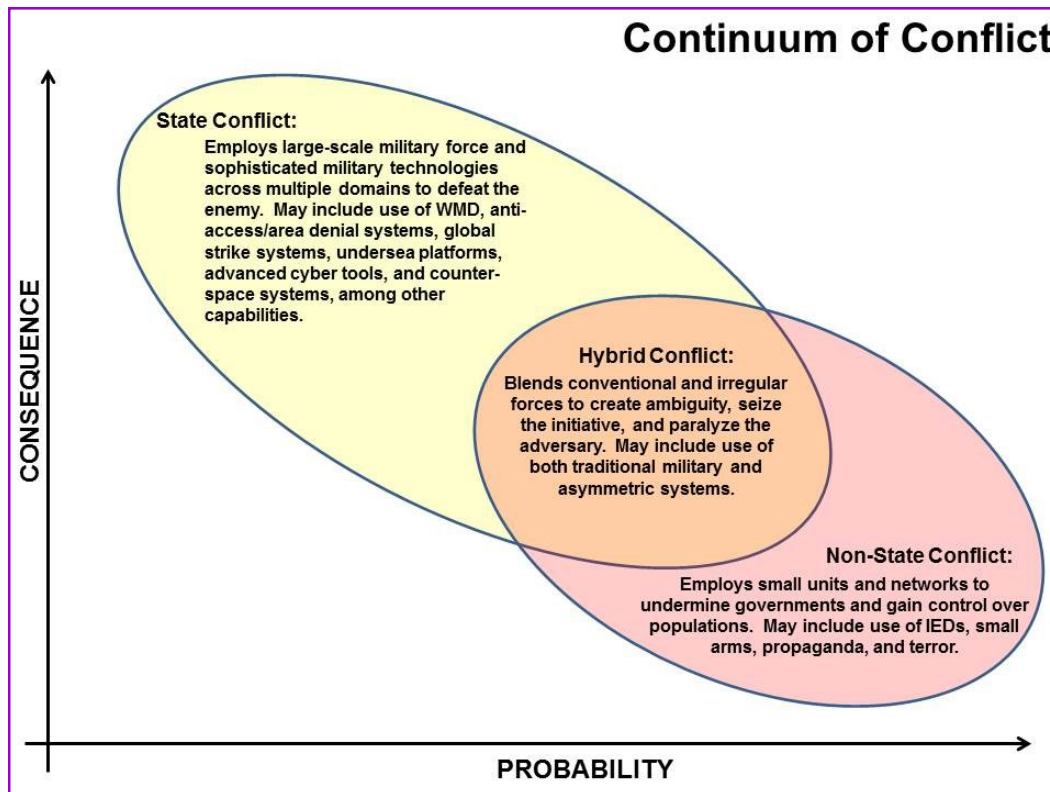 Continuum of Conflict
State Conflict:
Employs large-scale military force and
sophisticated military technologies
across multiple domains to defeat the
enemy. May include use of WMD, anti-
access/area denial systems, global
strike systems, undersea platforms,
advanced cyber tools, and counter-
space systems, among other
capabilities.
CONSEQUENCE
Hybrid Conflict:
Blends conventional and irregular
forces to create ambiguity, seize
the initiative, and paralyze the
adversary. May include use of
both traditional military and
asymmetric systems.
Non-State Conflict:
Employs small units and networks to
undermine governments and gain control over
populations. May include use of IEDs, small
arms, propaganda, and terror.
PROBABILITY